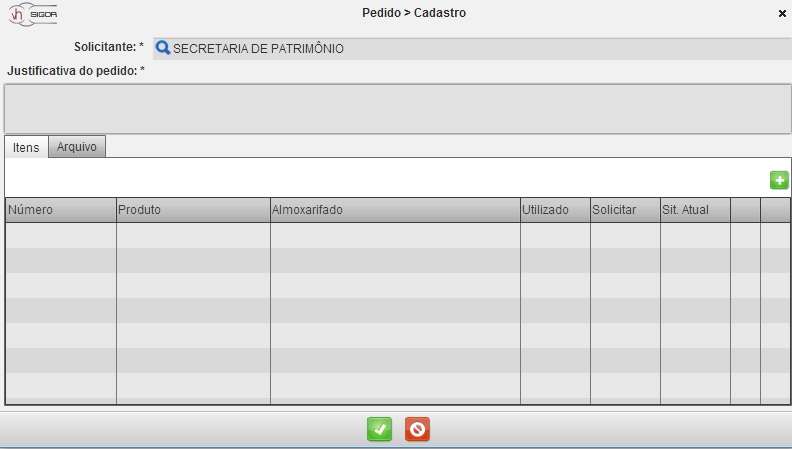 SIGOR
Pedido > Cadastro
Solicitante: * SECRETARIA DE PATRIMÔNIO
Justificativa do pedido: *
Itens Arquivo
Número Produto Almoxarifado Utilizado Solicitar Sit. Atual